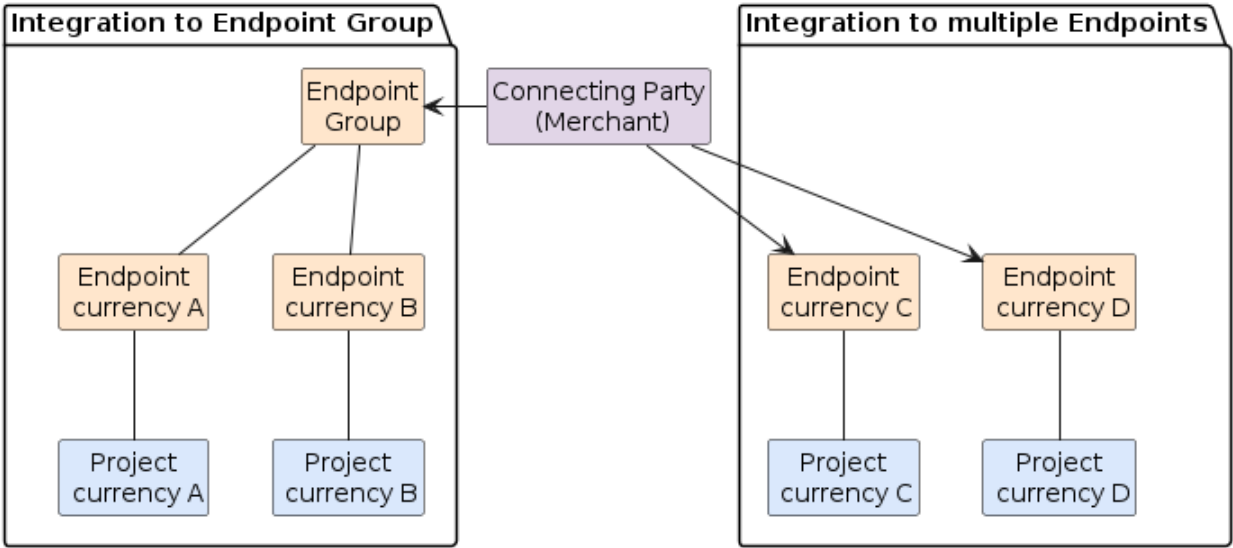 Integration to Endpoint Group
Integration to multiple Endpoints
Endpoint
Group
Connecting Party
(Merchant)
Endpoint
currency A
Endpoint
currency B
Endpoint
currency C
Endpoint
currency D
Project
currency A
Project
currency B
Project
currency C
Project
currency D